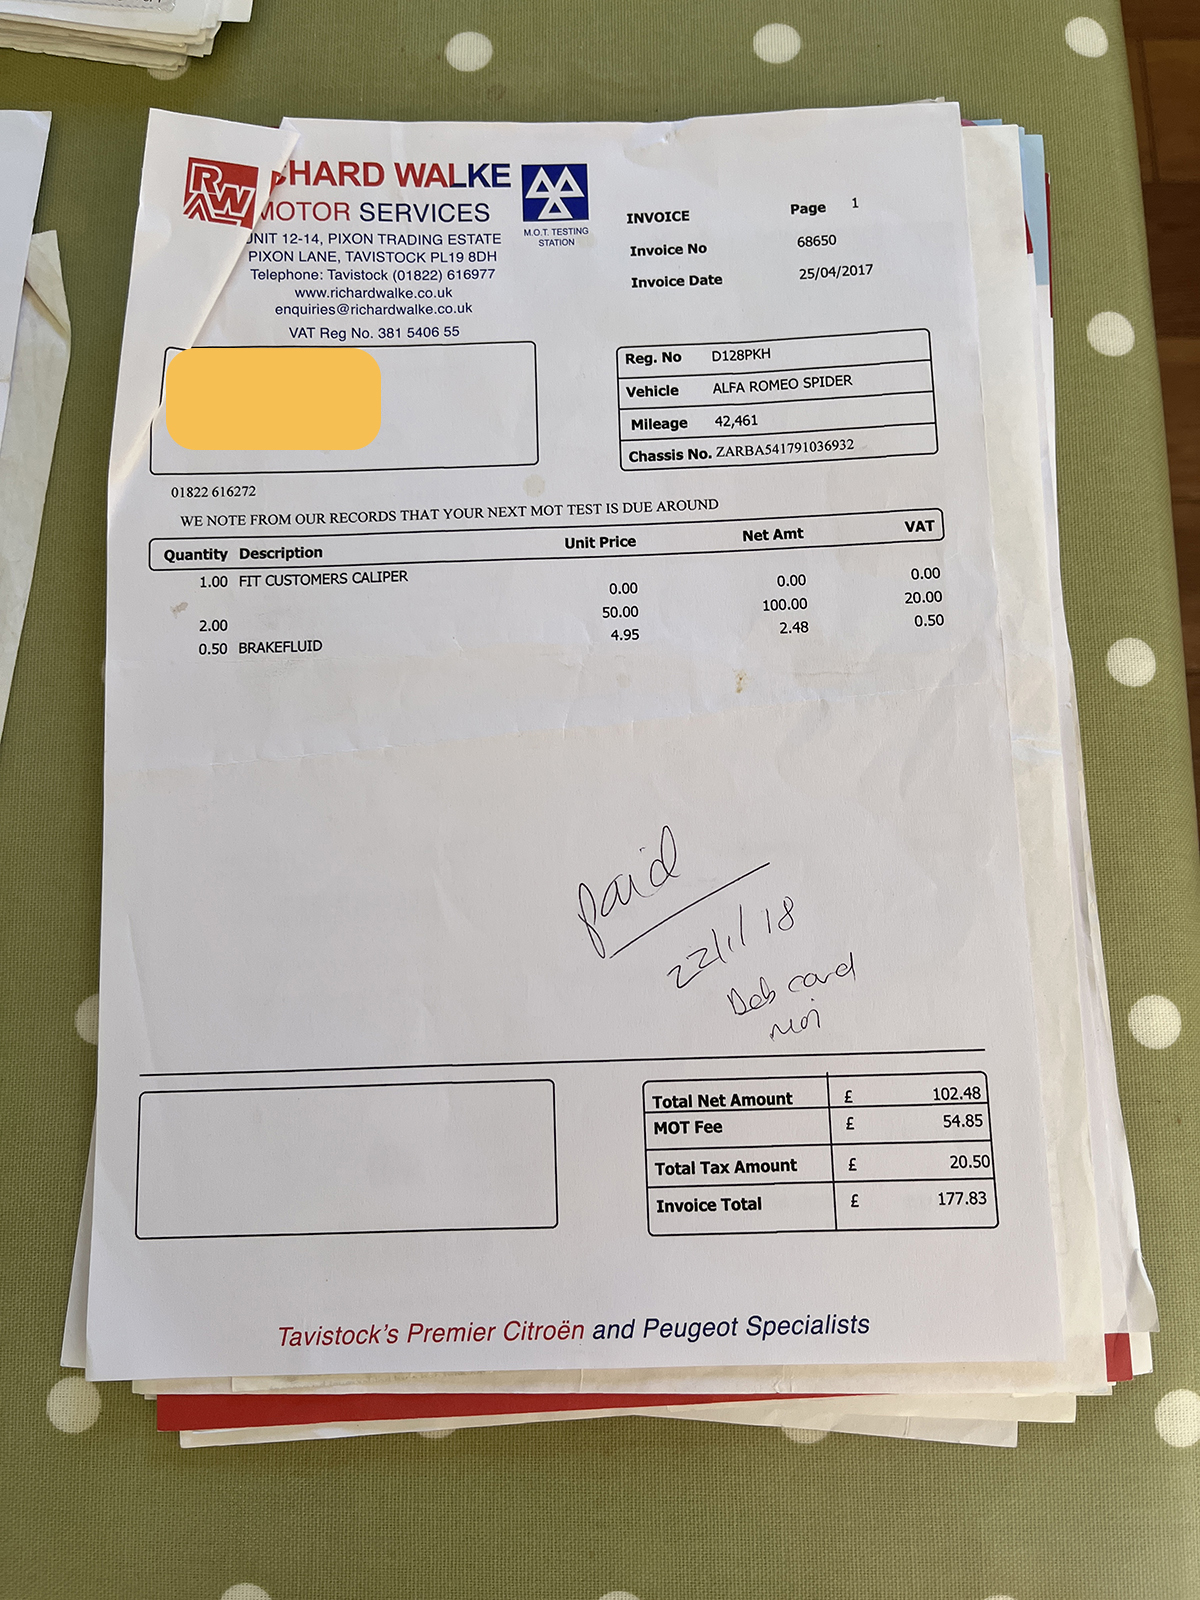 RW
HARD WALKE
MOTOR SERVICES
UNIT 12-14, PIXON TRADING ESTATE
PIXON LANE, TAVISTOCK PL19 8DH
Telephone: Tavistock (01822) 616977
www.richardwalke.co.uk
enquiries@richardwalke.co.uk
VAT Reg No. 381 5406 55
M.O.T. TESTING
STATION
INVOICE Page 1
Invoice No 68650
Invoice Date 25/04/2017
Reg. No D128PKH
Vehicle ALFA ROMEO SPIDER
Mileage 42,461
Chassis No. ZARBA541791036932
01822 616272
WE NOTE FROM OUR RECORDS THAT YOUR NEXT MOT TEST IS DUE AROUND
Quantity Description Unit Price Net Amt VAT
1.00 FIT CUSTOMERS CALIPER 0.00 0.00 0.00
2.00 50.00 100.00 20.00
0.50 BRAKEFLUID 4.95 2.48 0.50
paid
22/1/18
Deb card
Total Net Amount £ 102.48
MOT Fee £ 54.85
Total Tax Amount £ 20.50
Invoice Total £ 177.83
Tavistock's Premier Citroën and Peugeot Specialists